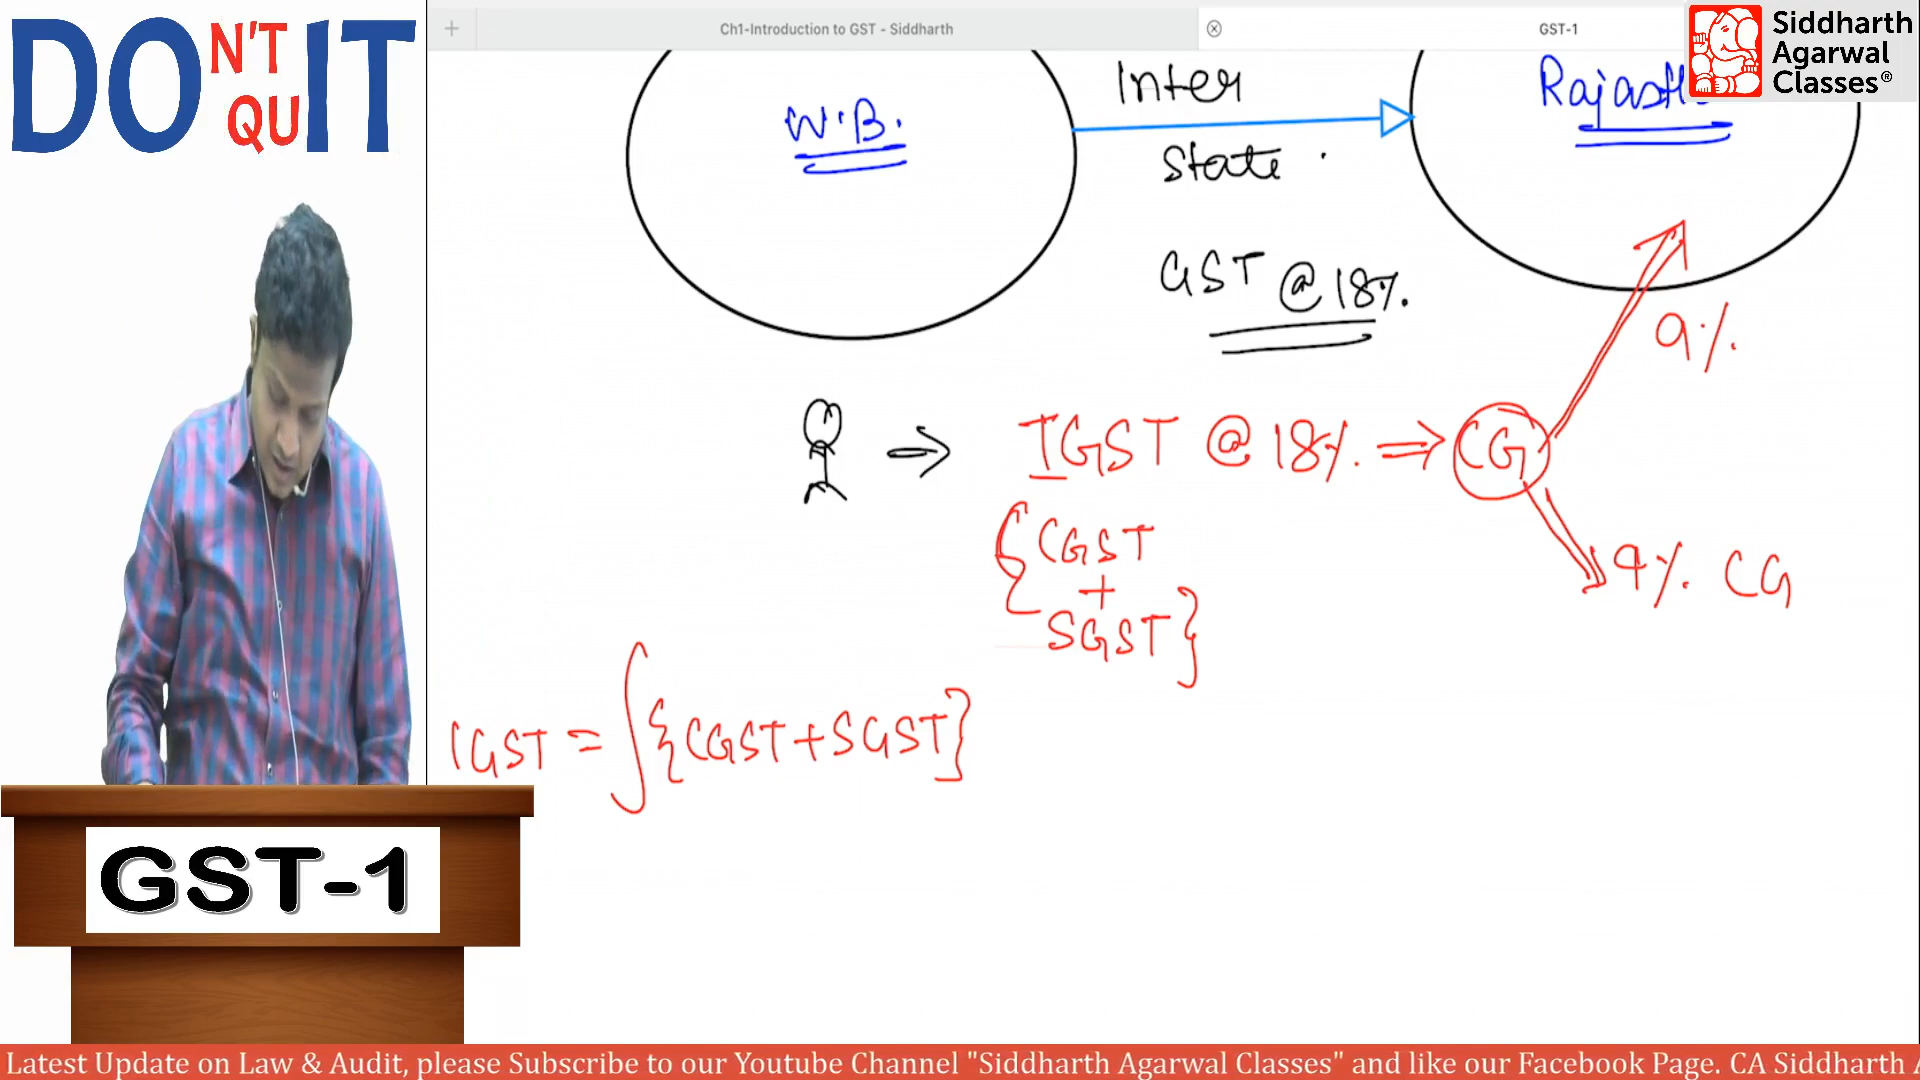 DON'T QUIT
Ch1-Introduction to GST - Siddharth
GST-1
Siddharth
Agarwal
Classes®
W.B.
Inter
State
GST @ 18%.
IGST @ 18%. ⇒ CG
9%.
9%. CG
{CGST
+
SGST}
IGST = ∫{CGST+SGST}
GST-1
Latest Update on Law & Audit, please Subscribe to our Youtube Channel "Siddharth Agarwal Classes" and like our Facebook Page. CA Siddharth